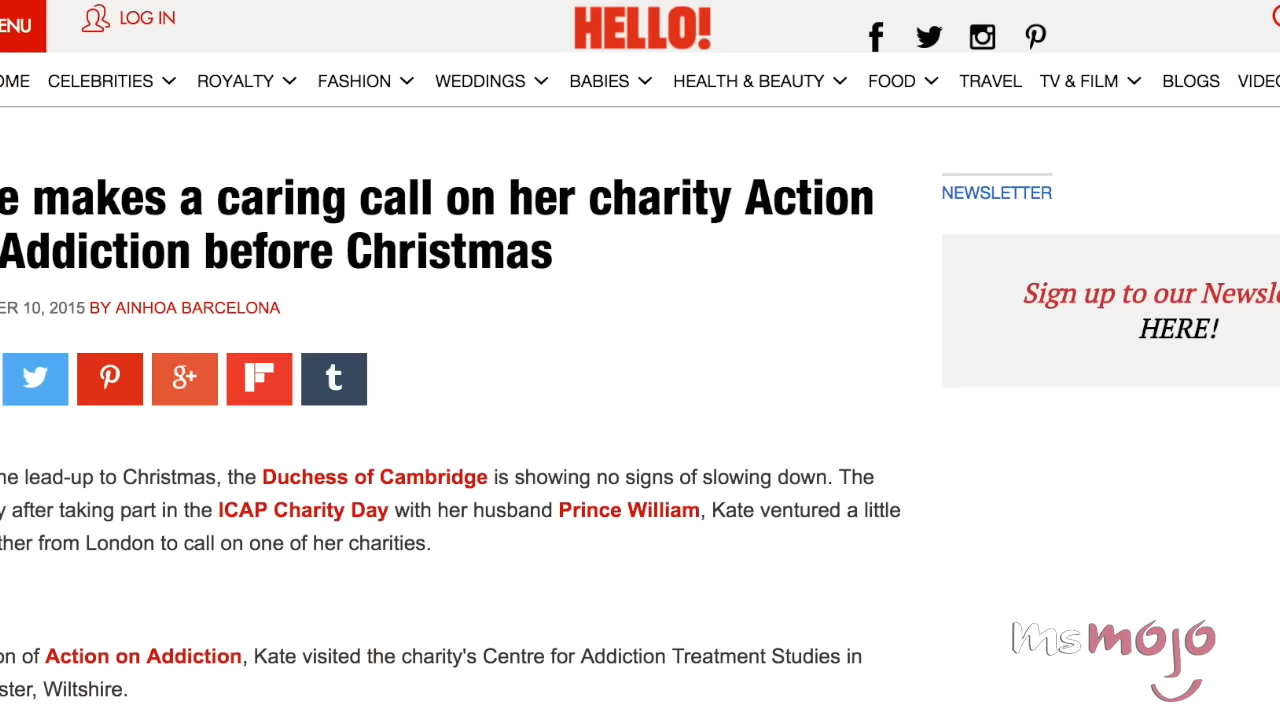 ENU
LOG IN
HELLO!
OME CELEBRITIES ROYALTY FASHION WEDDINGS BABIES HEALTH & BEAUTY FOOD TRAVEL TV & FILM BLOGS VIDEO
e makes a caring call on her charity Action
Addiction before Christmas
ER 10, 2015 BY AINHOA BARCELONA
NEWSLETTER
Sign up to our Newsle
HERE!
g+
t
he lead-up to Christmas, the Duchess of Cambridge is showing no signs of slowing down. The
y after taking part in the ICAP Charity Day with her husband Prince William, Kate ventured a little
ther from London to call on one of her charities.
on of Action on Addiction, Kate visited the charity's Centre for Addiction Treatment Studies in
ster, Wiltshire.
msmojo